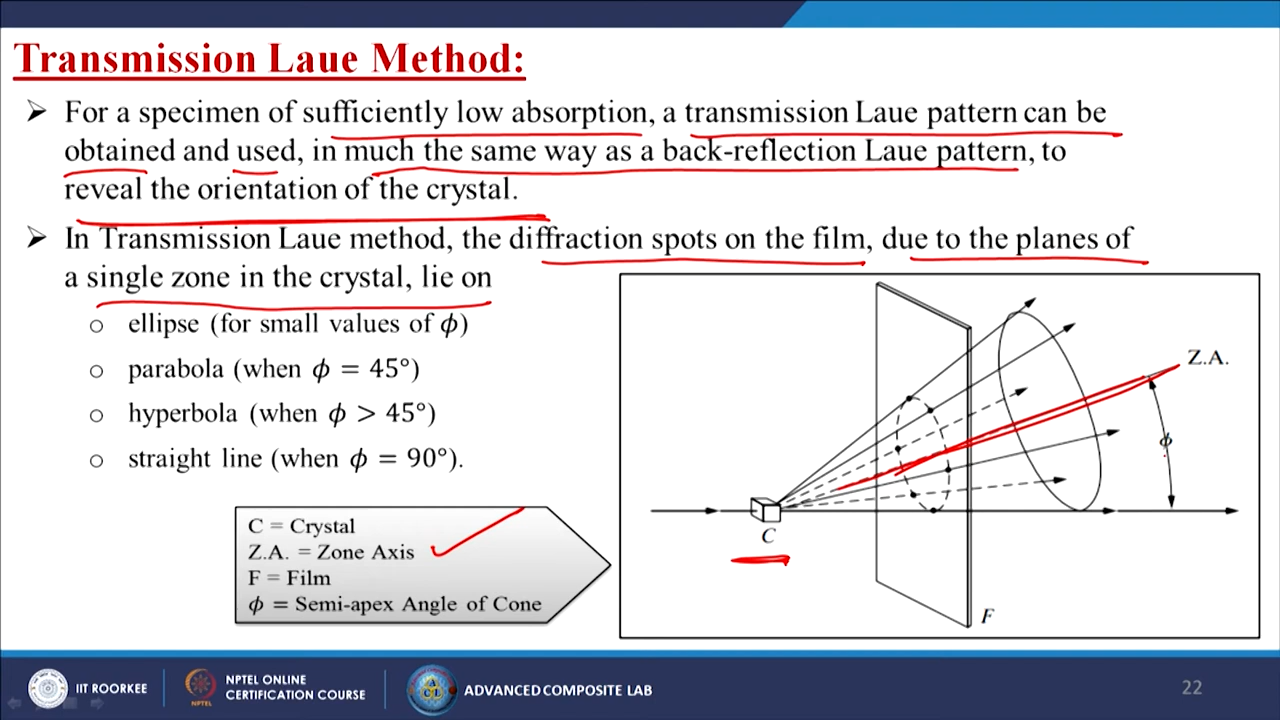 Transmission Laue Method:
➢ For a specimen of sufficiently low absorption, a transmission Laue pattern can be
obtained and used, in much the same way as a back-reflection Laue pattern, to
reveal the orientation of the crystal.
➢ In Transmission Laue method, the diffraction spots on the film, due to the planes of
a single zone in the crystal, lie on
o ellipse (for small values of ϕ)
o parabola (when ϕ = 45°)
o hyperbola (when ϕ > 45°)
o straight line (when ϕ = 90°).
C = Crystal
Z.A. = Zone Axis
F = Film
ϕ = Semi-apex Angle of Cone
Z.A.
ϕ
C
F
IIT ROORKEE
NPTEL
NPTEL ONLINE
CERTIFICATION COURSE
ACL
ADVANCED COMPOSITE LAB
22